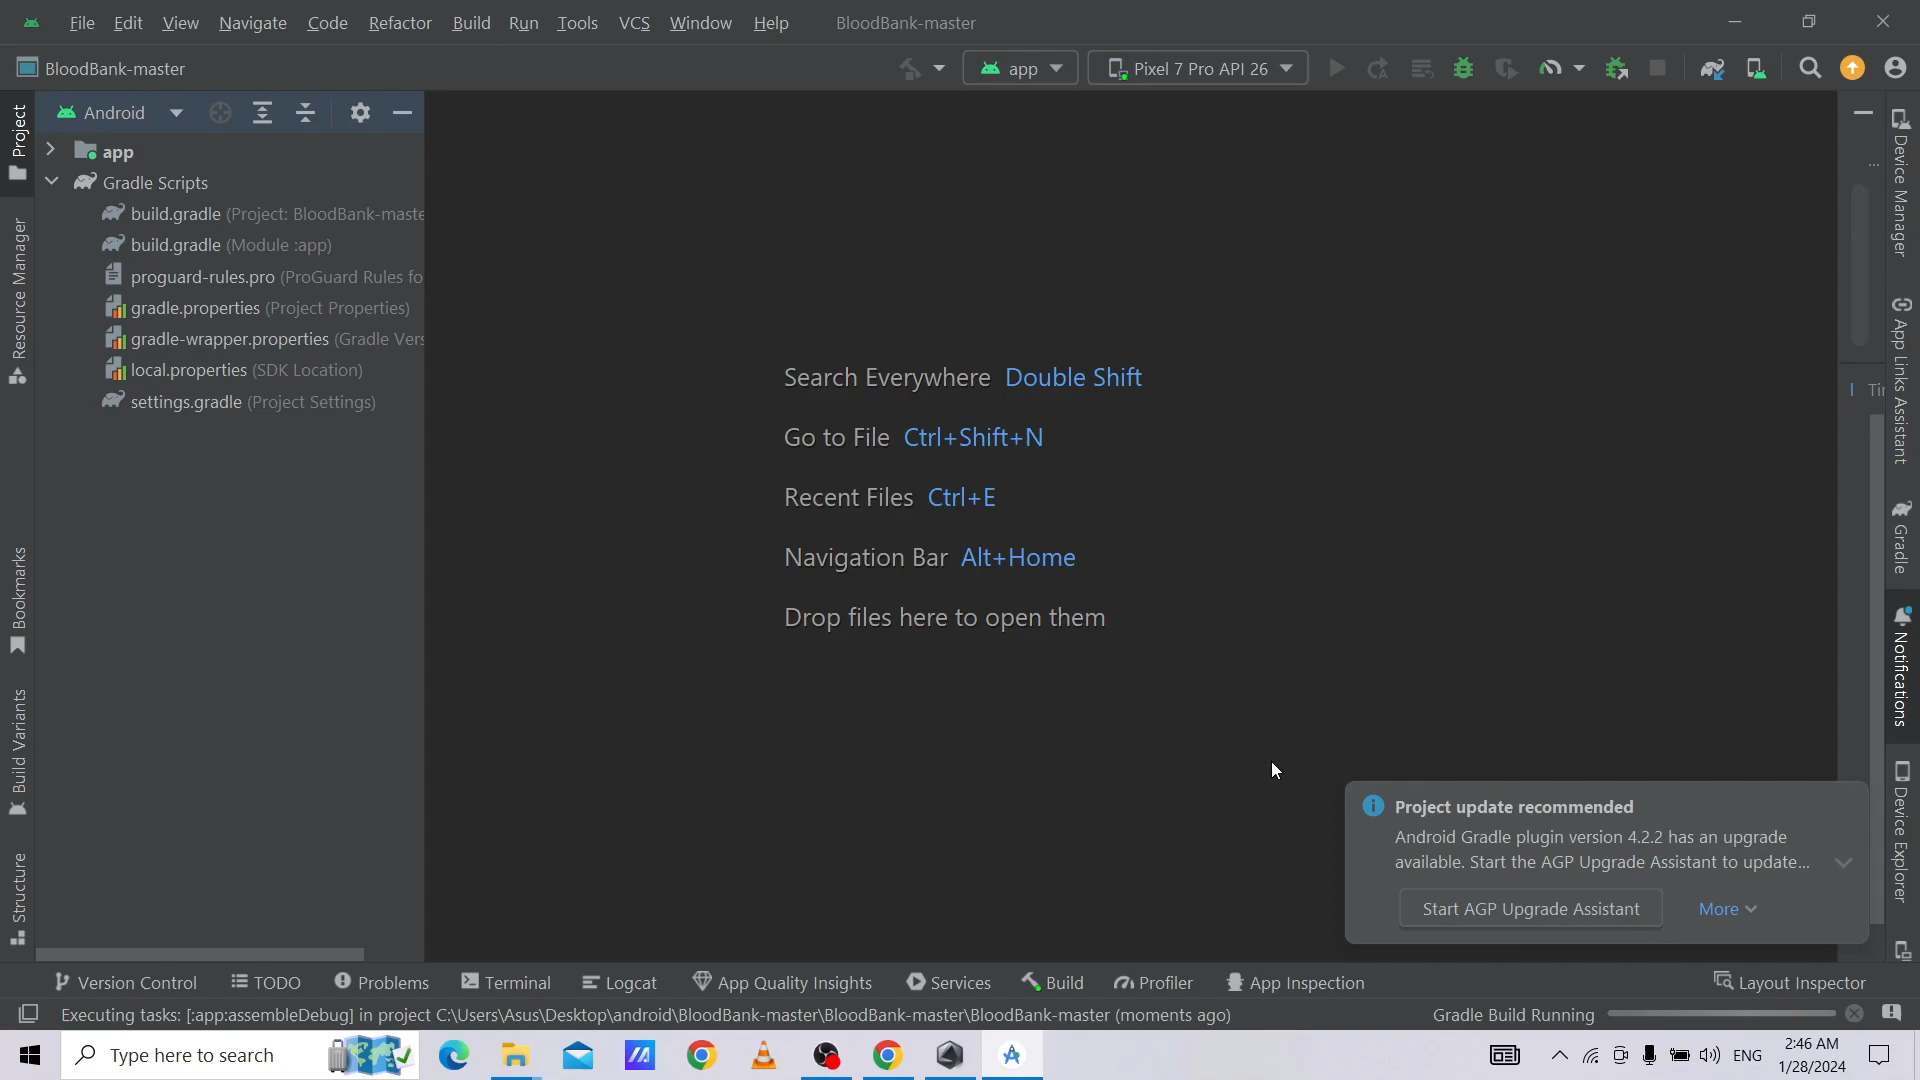 File Edit View Navigate Code Refactor Build Run Tools VCS Window Help BloodBank-master
BloodBank-master
app
Pixel 7 Pro API 26
Project
Resource Manager
Bookmarks
Build Variants
Structure
Android
app
Gradle Scripts
build.gradle (Project: BloodBank-maste
build.gradle (Module :app)
proguard-rules.pro (ProGuard Rules fo
gradle.properties (Project Properties)
gradle-wrapper.properties (Gradle Vers
local.properties (SDK Location)
settings.gradle (Project Settings)
Search Everywhere Double Shift
Go to File Ctrl+Shift+N
Recent Files Ctrl+E
Navigation Bar Alt+Home
Drop files here to open them
...
Device Manager
App Links Assistant
Gradle
Notifications
Device Explorer
Project update recommended
Android Gradle plugin version 4.2.2 has an upgrade
available. Start the AGP Upgrade Assistant to update...
Start AGP Upgrade Assistant
More
Version Control TODO Problems Terminal Logcat App Quality Insights Services Build Profiler App Inspection Layout Inspector
Executing tasks: [:app:assembleDebug] in project C:\Users\Asus\Desktop\android\BloodBank-master\BloodBank-master\BloodBank-master (moments ago) Gradle Build Running
Type here to search
ENG
2:46 AM
1/28/2024